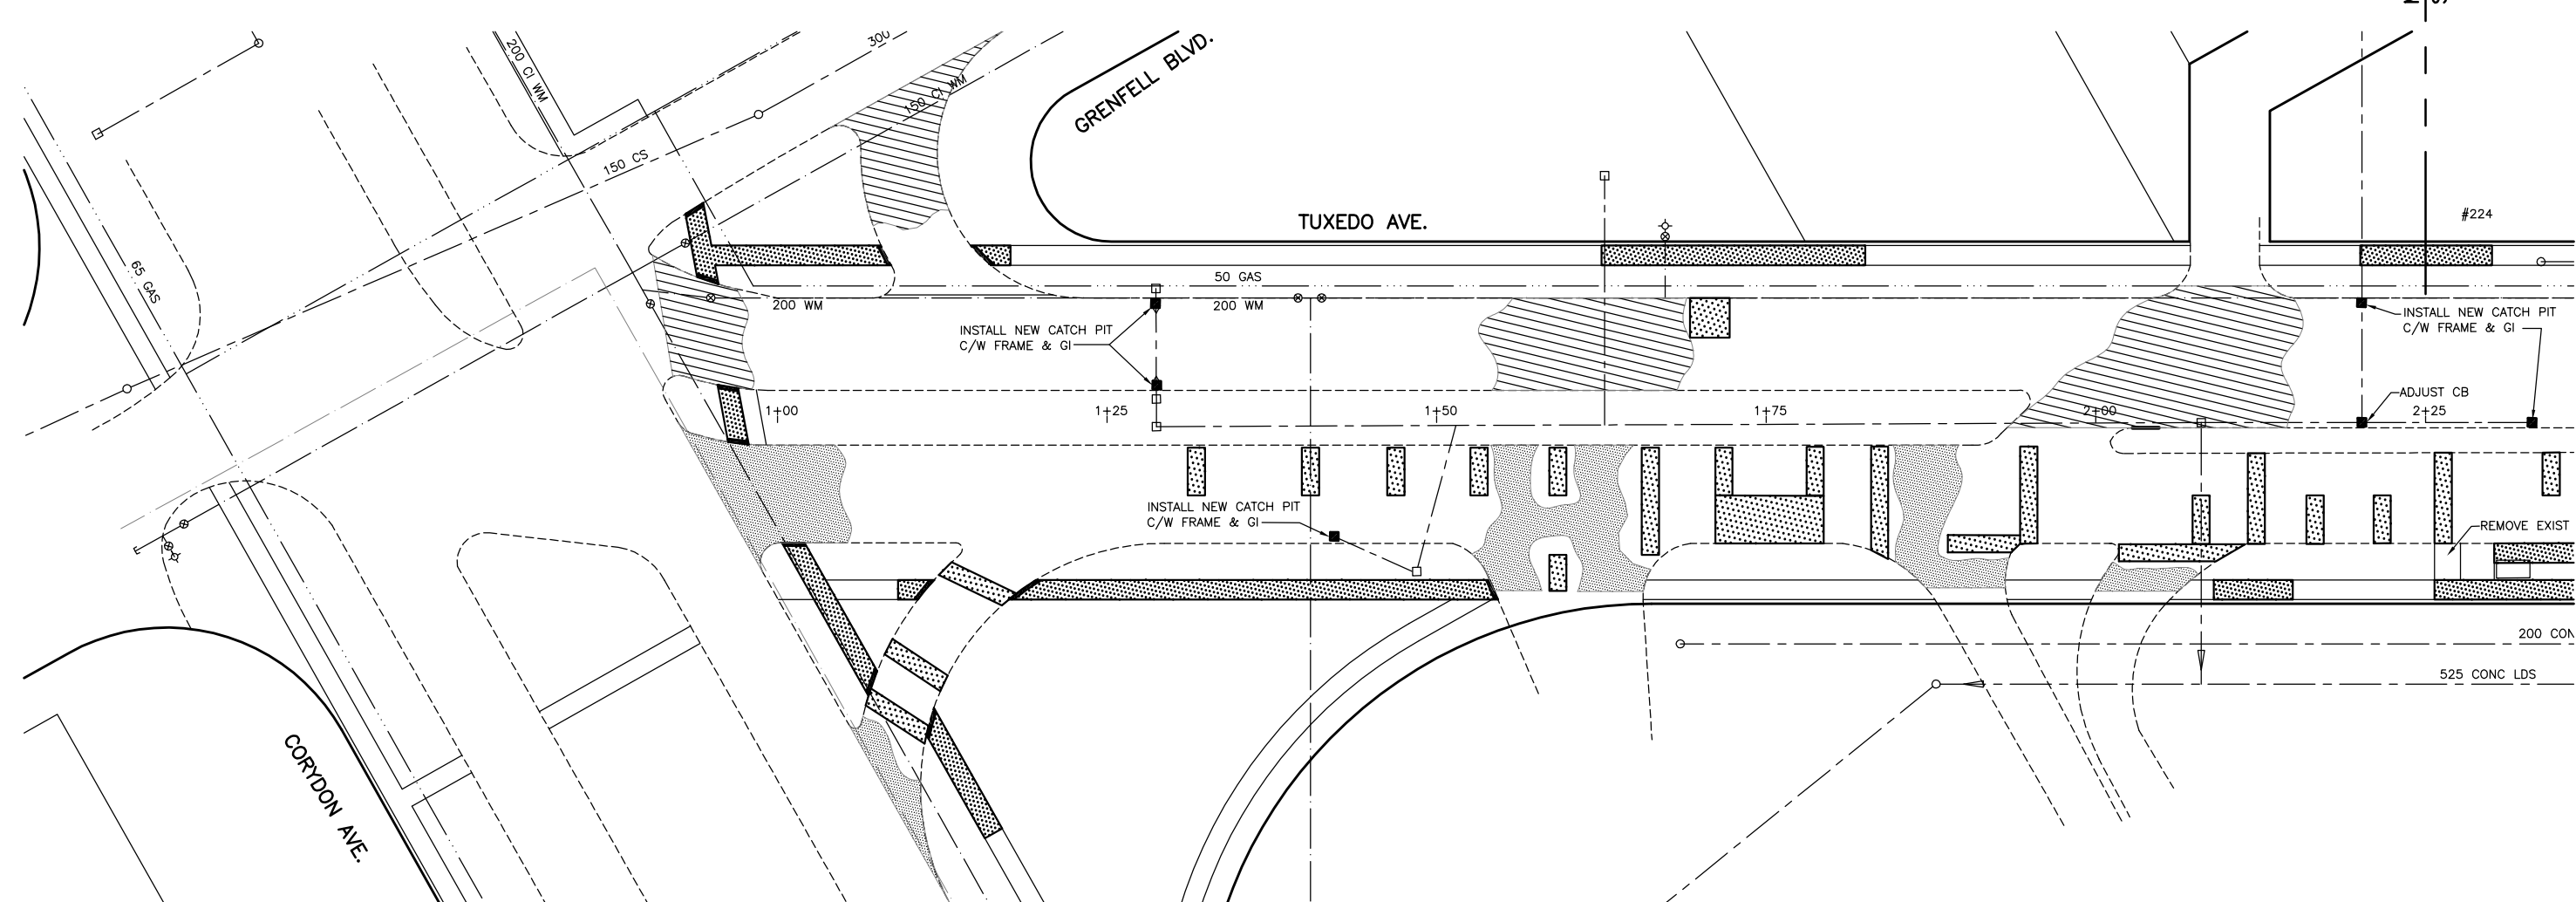 200 CI WM
300
150 CI WM
GRENFELL BLVD.
150 CS
65 GAS
TUXEDO AVE.
#224
50 GAS
200 WM
200 WM
INSTALL NEW CATCH PIT
C/W FRAME & GI
INSTALL NEW CATCH PIT
C/W FRAME & GI
ADJUST CB
1+00
1+25
1+50
1+75
2+00
2+25
INSTALL NEW CATCH PIT
C/W FRAME & GI
REMOVE EXIST
200 CON
525 CONC LDS
CORYDON AVE.